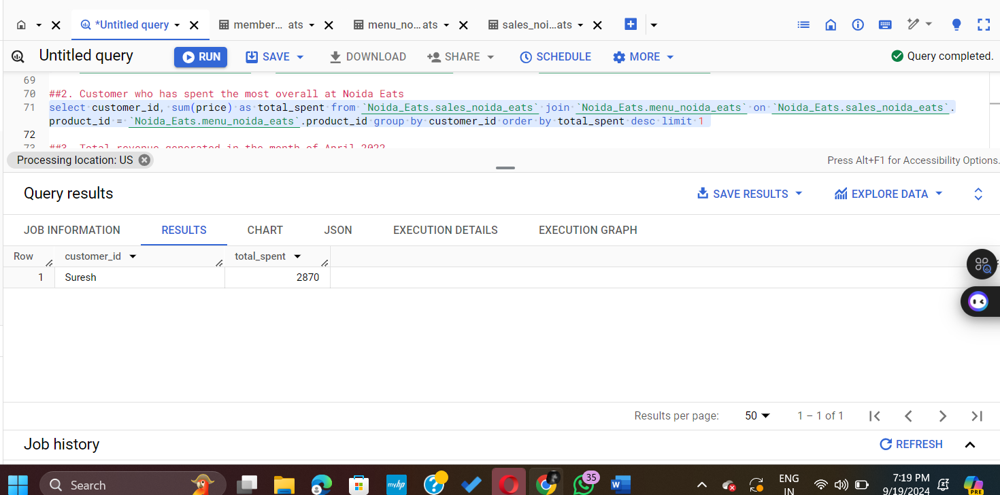 *Untitled query
member... ats
menu_no...ats
sales_noi...ats
Untitled query
RUN
SAVE
DOWNLOAD
SHARE
SCHEDULE
MORE
Query completed.
69
70 ##2. Customer who has spent the most overall at Noida Eats
71 select customer_id, sum(price) as total_spent from `Noida_Eats.sales_noida_eats` join `Noida_Eats.menu_noida_eats` on `Noida_Eats.sales_noida_eats`.
product_id = `Noida_Eats.menu_noida_eats`.product_id group by customer_id order by total_spent desc limit 1
72
73 ##3. Total revenue generated in the month of April 2022
Processing location: US
Press Alt+F1 for Accessibility Options.
Query results
SAVE RESULTS
EXPLORE DATA
JOB INFORMATION
RESULTS
CHART
JSON
EXECUTION DETAILS
EXECUTION GRAPH
Row customer_id total_spent
1 Suresh 2870
Results per page: 50 1 – 1 of 1
Job history
REFRESH
Search
myhp
35
W
ENG
IN
7:19 PM
9/19/2024
PRE